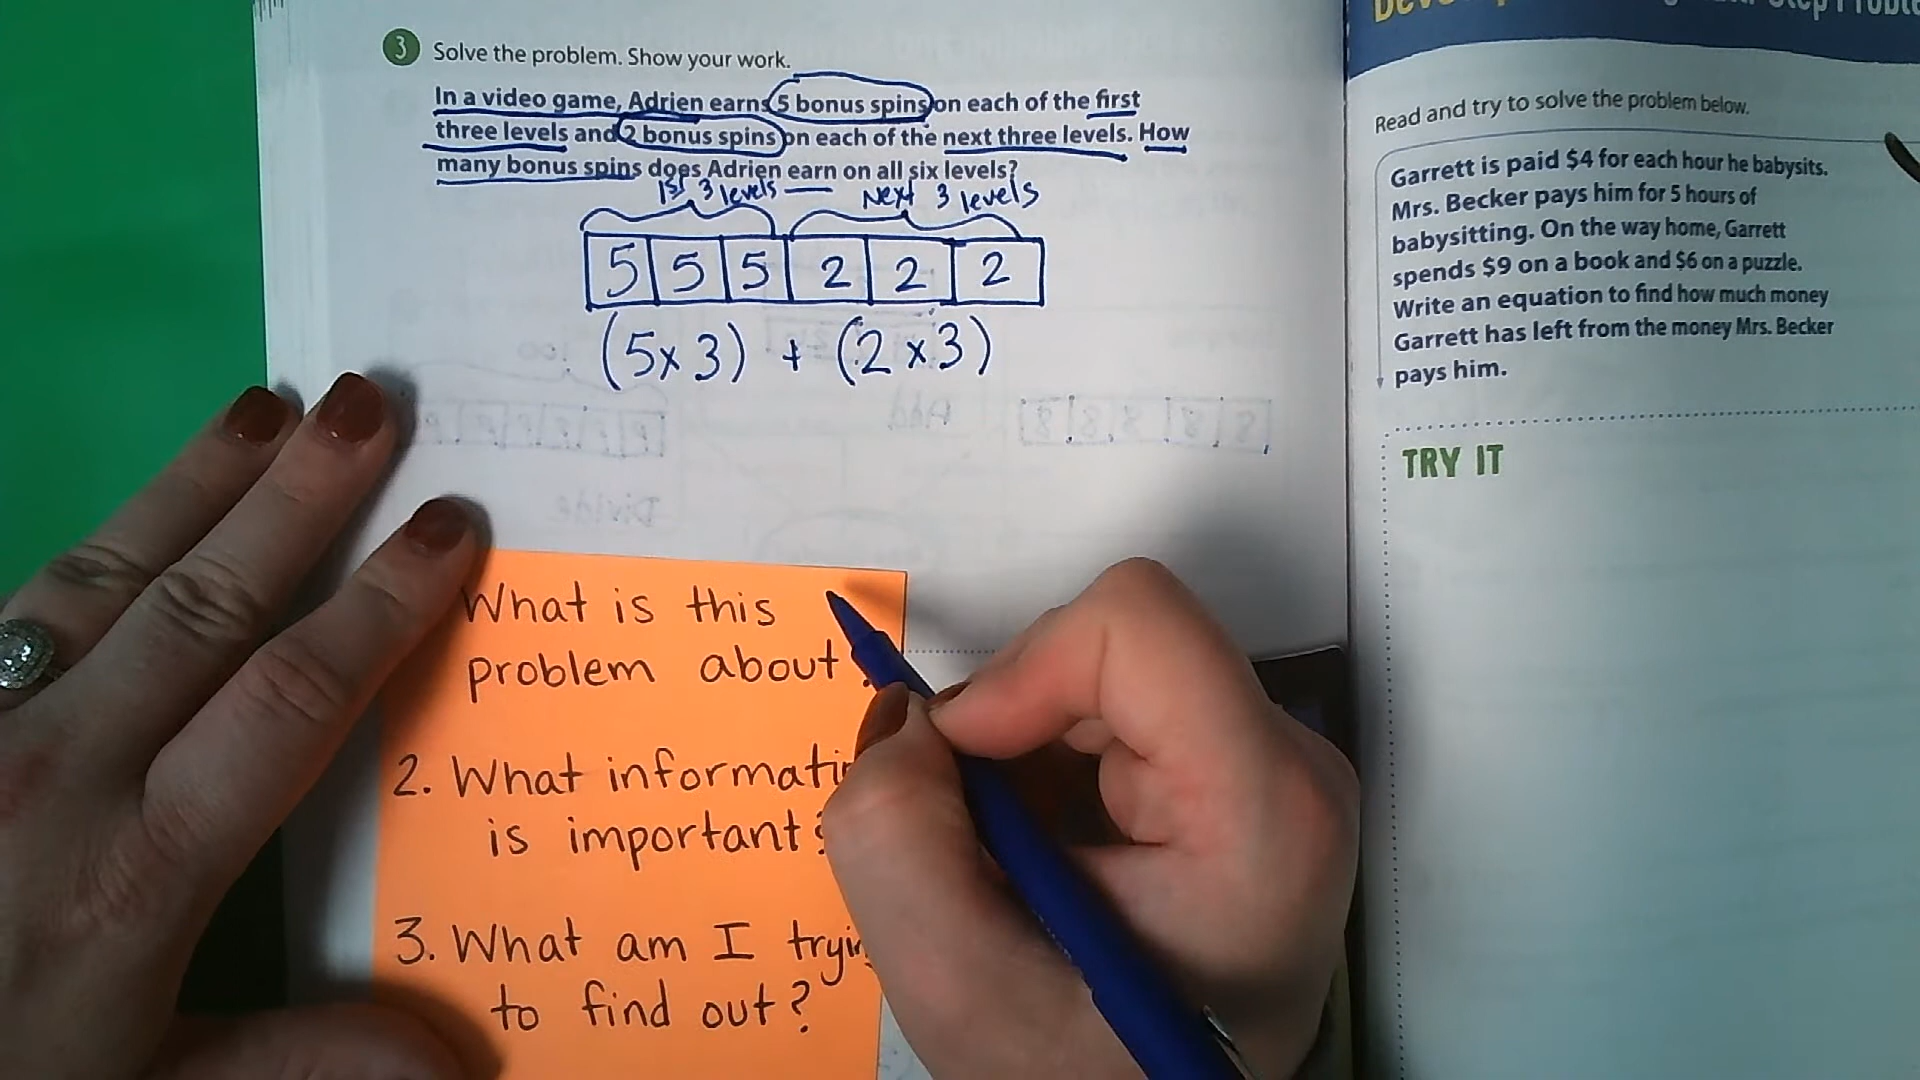 3 Solve the problem. Show your work.
In a video game, Adrien earns 5 bonus spins on each of the first
three levels and 2 bonus spins on each of the next three levels. How
many bonus spins does Adrien earn on all six levels?
1st 3 levels Next 3 levels
5 5 5 2 2 2
(5x3) + (2x3)
What is this
problem about
2. What
is important?
3. What am I
to find out?
Read and try to solve the problem below.
Garrett is paid $4 for each hour he babysits.
Mrs. Becker pays him for 5 hours of
babysitting. On the way home, Garrett
spends $9 on a book and $6 on a puzzle.
Write an equation to find how much money
Garrett has left from the money Mrs. Becker
pays him.
TRY IT